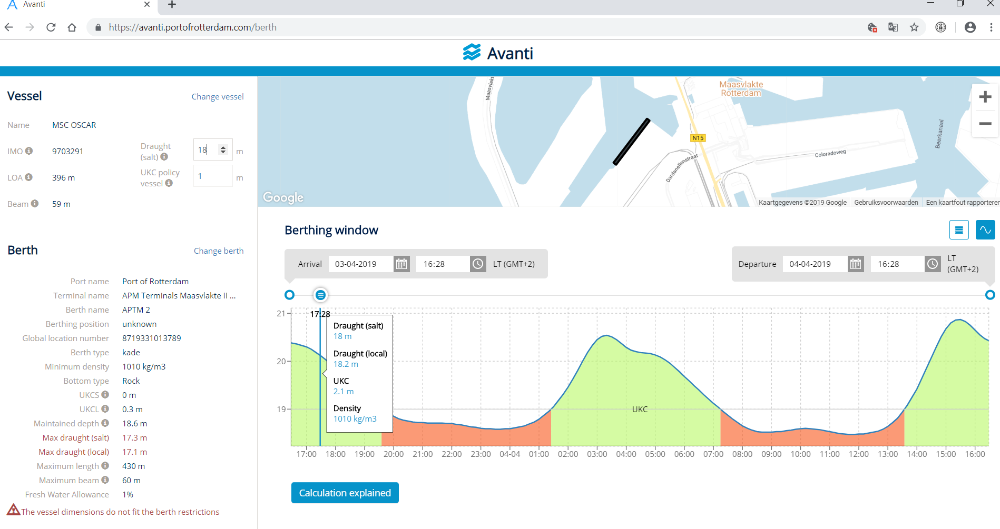 Avanti
https://avanti.portofrotterdam.com/berth
Avanti
Vessel
Change vessel
Name MSC OSCAR
IMO 9703291
Draught (salt) 18 m
LOA 396 m
UKC policy vessel 1 m
Beam 59 m
Berth
Change berth
Port name Port of Rotterdam
Terminal name APM Terminals Maasvlakte II ...
Berth name APTM 2
Berthing position unknown
Global location number 8719331013789
Berth type kade
Minimum density 1010 kg/m3
Bottom type Rock
UKCS 0 m
UKCL 0.3 m
Maintained depth 18.6 m
Max draught (salt) 17.3 m
Max draught (local) 17.1 m
Maximum length 430 m
Maximum beam 60 m
Fresh Water Allowance 1%
The vessel dimensions do not fit the berth restrictions
Maasvlakt
Maasvlakte
Rotterdam
N15
Dardanellenstraat
Coloradoweg
Beerkanaal
Google
Kaartgegevens ©2019 Google
Gebruiksvoorwaarden
Een kaartfout rapporteren
Berthing window
Arrival 03-04-2019 16:28 LT (GMT+2)
Departure 04-04-2019 16:28 LT (GMT+2)
21
20
19
17:28
Draught (salt)
18 m
Draught (local)
18.2 m
UKC
2.1 m
Density
1010 kg/m3
UKC
17:00 18:00 19:00 20:00 21:00 22:00 23:00 04-04 01:00 02:00 03:00 04:00 05:00 06:00 07:00 08:00 09:00 10:00 11:00 12:00 13:00 14:00 15:00 16:00
Calculation explained